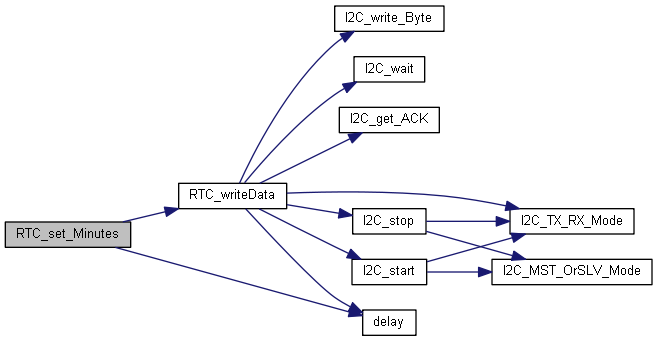 I2C_write_Byte
I2C_wait
I2C_get_ACK
RTC_writeData
I2C_stop
I2C_TX_RX_Mode
RTC_set_Minutes
I2C_start
I2C_MST_OrSLV_Mode
delay